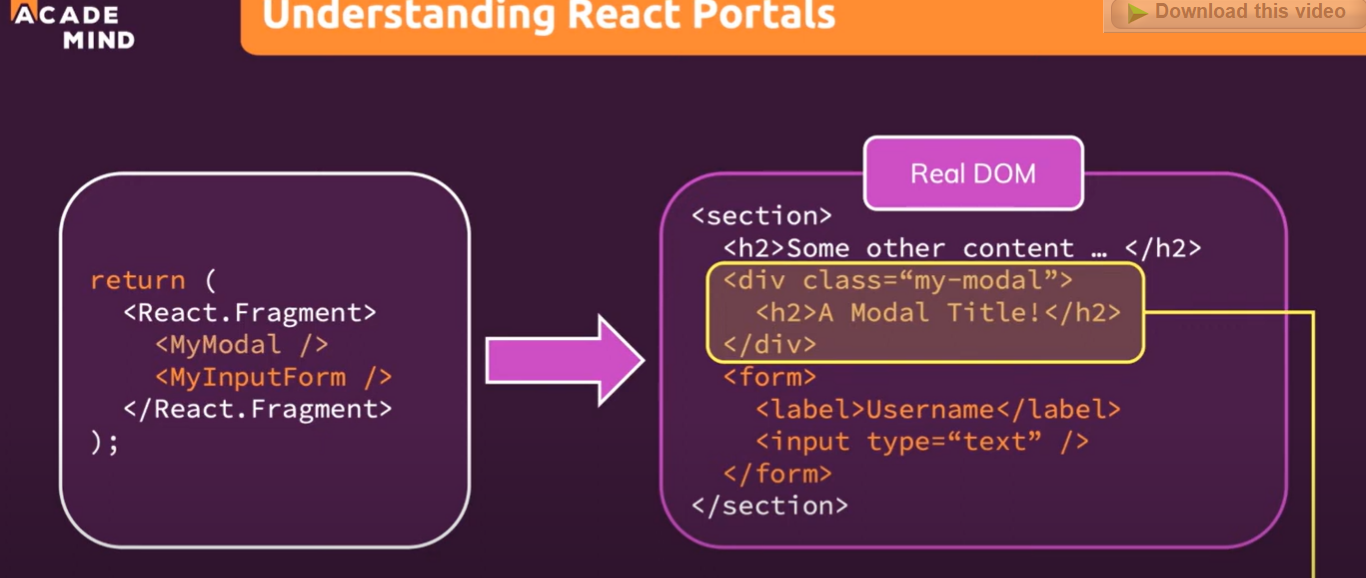 ACADE
MIND
Understanding React Portals
Download this video
return (
<React.Fragment>
<MyModal />
<MyInputForm />
</React.Fragment>
);
Real DOM
<section>
<h2>Some other content … </h2>
<div class=“my-modal”>
<h2>A Modal Title!</h2>
</div>
<form>
<label>Username</label>
<input type=“text” />
</form>
</section>